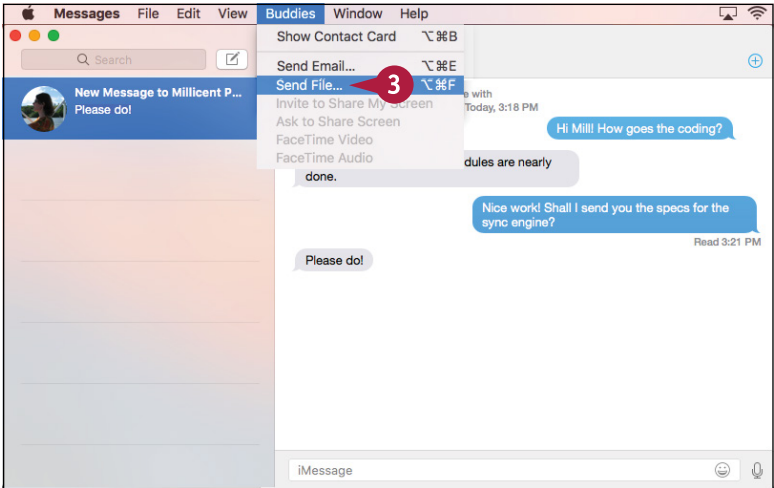 Messages File Edit View Buddies Window Help
Search
New Message to Millicent P...
Please do!
Show Contact Card ⌥⌘B
Send Email... ⌥⌘E
Send File... 3 ⌥⌘F
Invite to Share My Screen
Ask to Share Screen
FaceTime Video
FaceTime Audio
with
Today, 3:18 PM
Hi Mill! How goes the coding?
are nearly
done.
Nice work! Shall I send you the specs for the
sync engine?
Read 3:21 PM
Please do!
iMessage